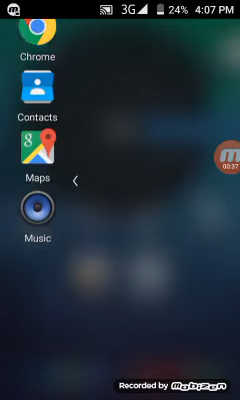 3G 24% 4:07 PM
Chrome
Contacts
Maps
00:37
Music
Recorded by mobizen